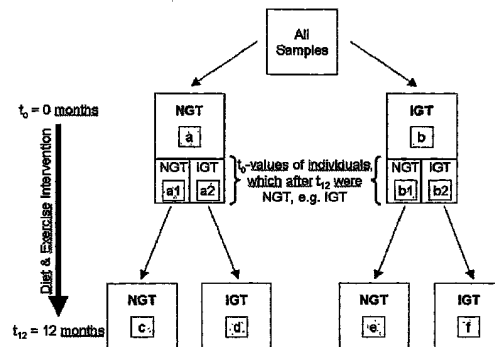 All
Samples
t₀ = 0 months
NGT
a
IGT
b
NGT IGT
a1 a2
t₀-values of individuals,
which after t₁₂ were
NGT, e.g. IGT
NGT IGT
b1 b2
Diet & Exercise Intervention
NGT
c
IGT
d
NGT
e
IGT
f
t₁₂ = 12 months